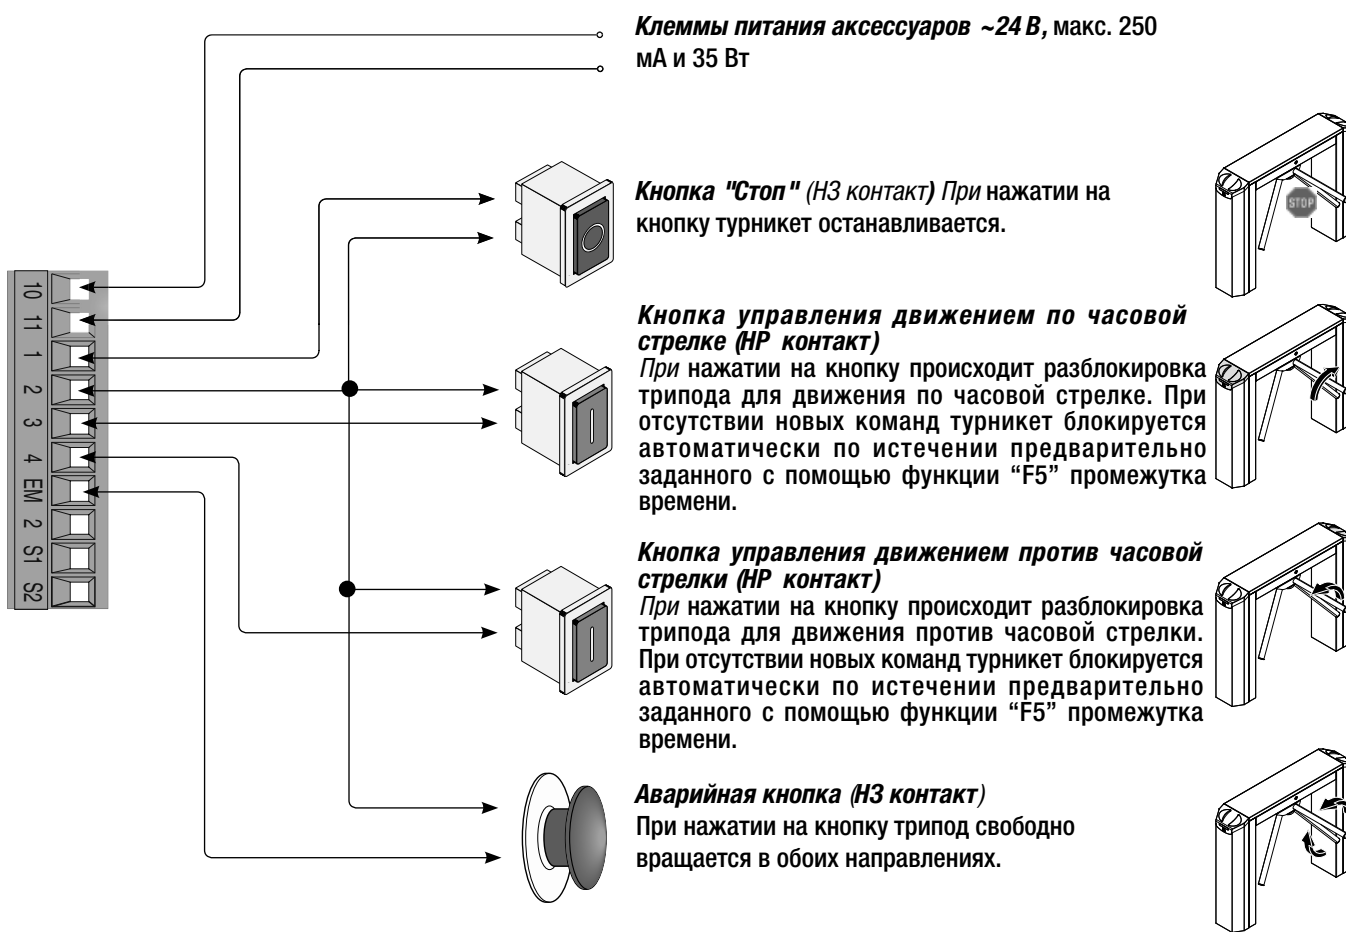 Клеммы питания аксессуаров ~24 В, макс. 250
мА и 35 Вт
Кнопка "Стоп" (НЗ контакт) При нажатии на
кнопку турникет останавливается.
STOP
Кнопка управления движением по часовой
стрелке (НР контакт)
При нажатии на кнопку происходит разблокировка
трипода для движения по часовой стрелке. При
отсутствии новых команд турникет блокируется
автоматически по истечении предварительно
заданного с помощью функции “F5” промежутка
времени.
Кнопка управления движением против часовой
стрелки (НР контакт)
При нажатии на кнопку происходит разблокировка
трипода для движения против часовой стрелки.
При отсутствии новых команд турникет блокируется
автоматически по истечении предварительно
заданного с помощью функции “F5” промежутка
времени.
Аварийная кнопка (НЗ контакт)
При нажатии на кнопку трипод свободно
вращается в обоих направлениях.
10
11
1
2
3
4
EM
2
S1
S2